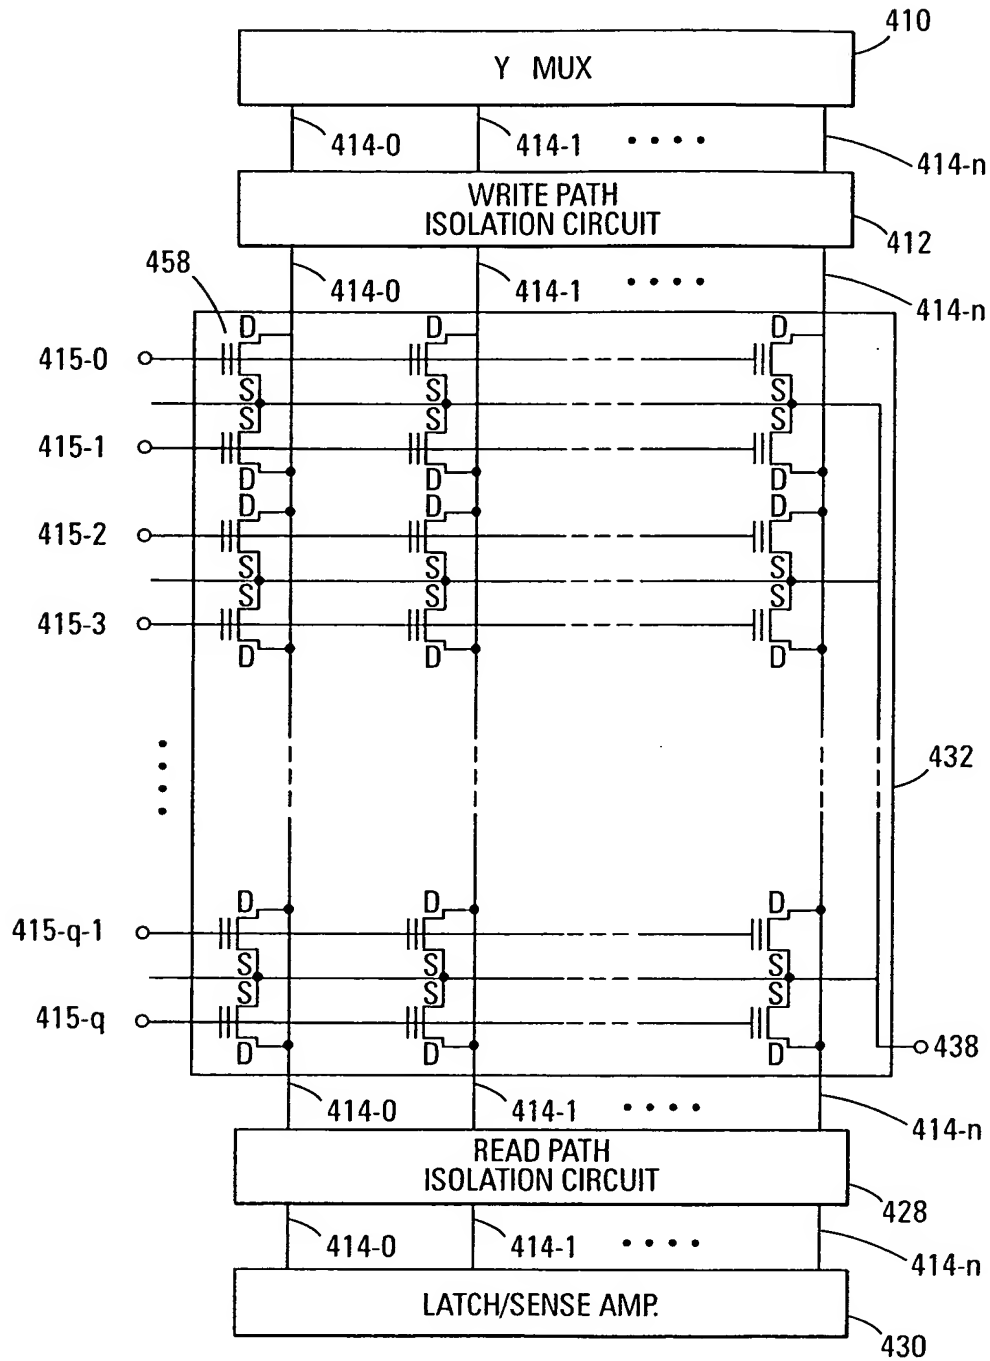 410
Y MUX
414-0 414-1 414-n
WRITE PATH
ISOLATION CIRCUIT
412
458
414-0 414-1 414-n
D D D
415-0
S S S
S S S
415-1
D D D
D D D
415-2
S S S
S S S
415-3
D D D
432
D D D
415-q-1
S S S
S S S
415-q
D D D
438
414-0 414-1 414-n
READ PATH
ISOLATION CIRCUIT
428
414-0 414-1 414-n
LATCH/SENSE AMP.
430